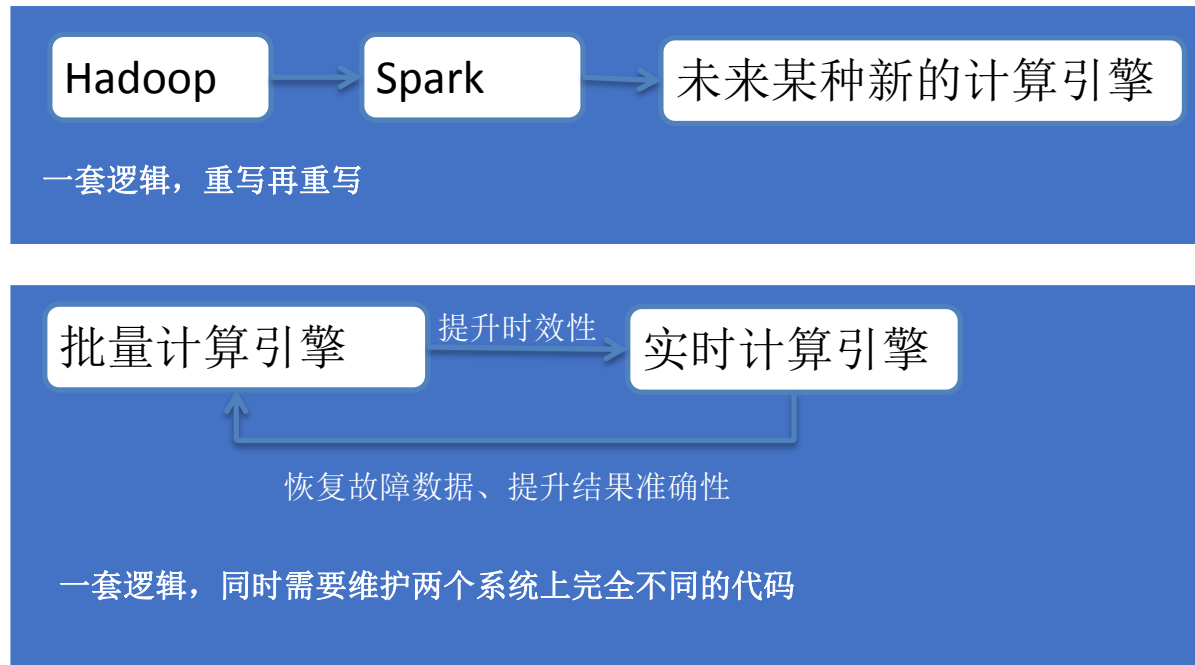 Hadoop
Spark
未来某种新的计算引擎
一套逻辑，重写再重写
批量计算引擎
提升时效性
实时计算引擎
恢复故障数据、提升结果准确性
一套逻辑，同时需要维护两个系统上完全不同的代码